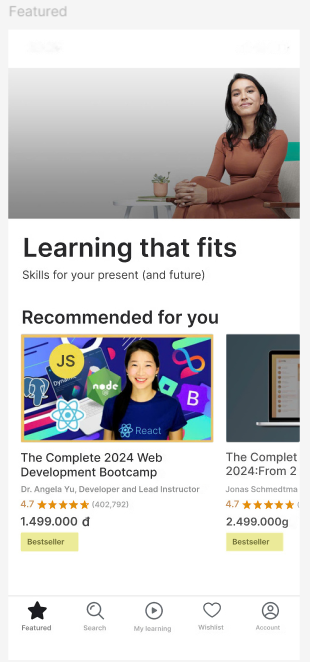 Featured
Learning that fits
Skills for your present (and future)
Recommended for you
JS
node
B
React
The Complete 2024 Web
Development Bootcamp
Dr. Angela Yu, Developer and Lead Instructor
4.7 (402,792)
1.499.000 đ
Bestseller
The Complet
2024:From 2
Jonas Schmedtma
4.7 (
2.499.000g
Bestseller
Featured
Search
My learning
Wishlist
Account